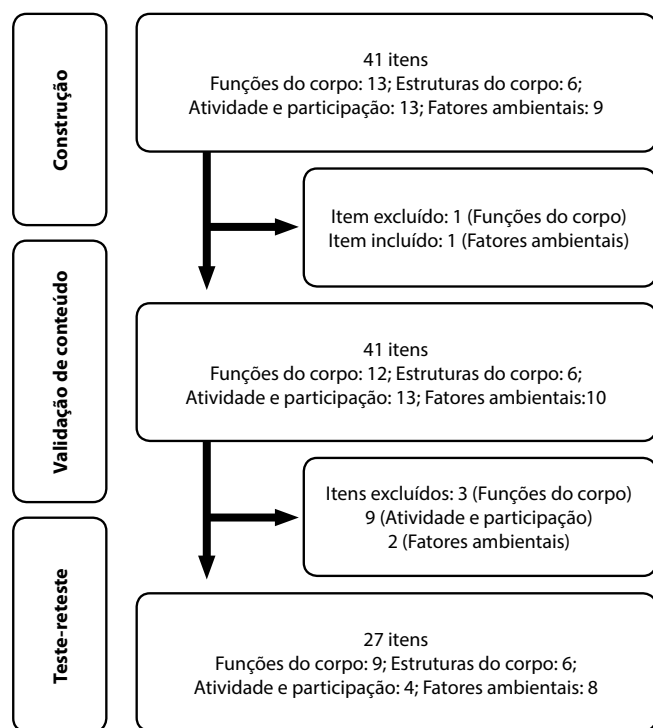 Construção
41 itens
Funções do corpo: 13; Estruturas do corpo: 6;
Atividade e participação: 13; Fatores ambientais: 9
Item excluído: 1 (Funções do corpo)
Item incluído: 1 (Fatores ambientais)
Validação de conteúdo
41 itens
Funções do corpo: 12; Estruturas do corpo: 6;
Atividade e participação: 13; Fatores ambientais:10
Itens excluídos: 3 (Funções do corpo)
9 (Atividade e participação)
2 (Fatores ambientais)
Teste-reteste
27 itens
Funções do corpo: 9; Estruturas do corpo: 6;
Atividade e participação: 4; Fatores ambientais: 8